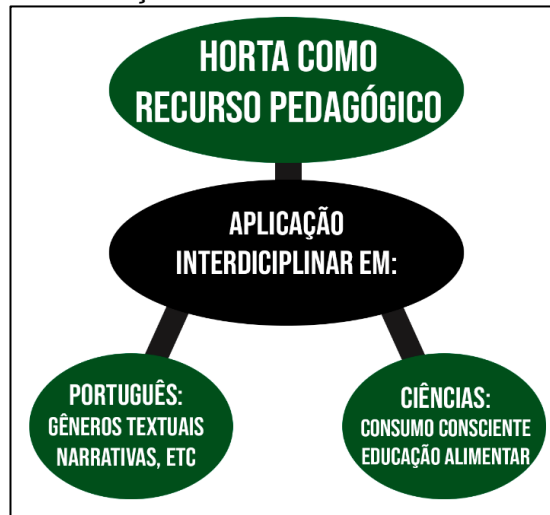 HORTA COMO
RECURSO PEDAGÓGICO
APLICAÇÃO
INTERDICIPLINAR EM:
PORTUGUÊS:
GÊNEROS TEXTUAIS
NARRATIVAS, ETC
CIÊNCIAS:
CONSUMO CONSCIENTE
EDUCAÇÃO ALIMENTAR